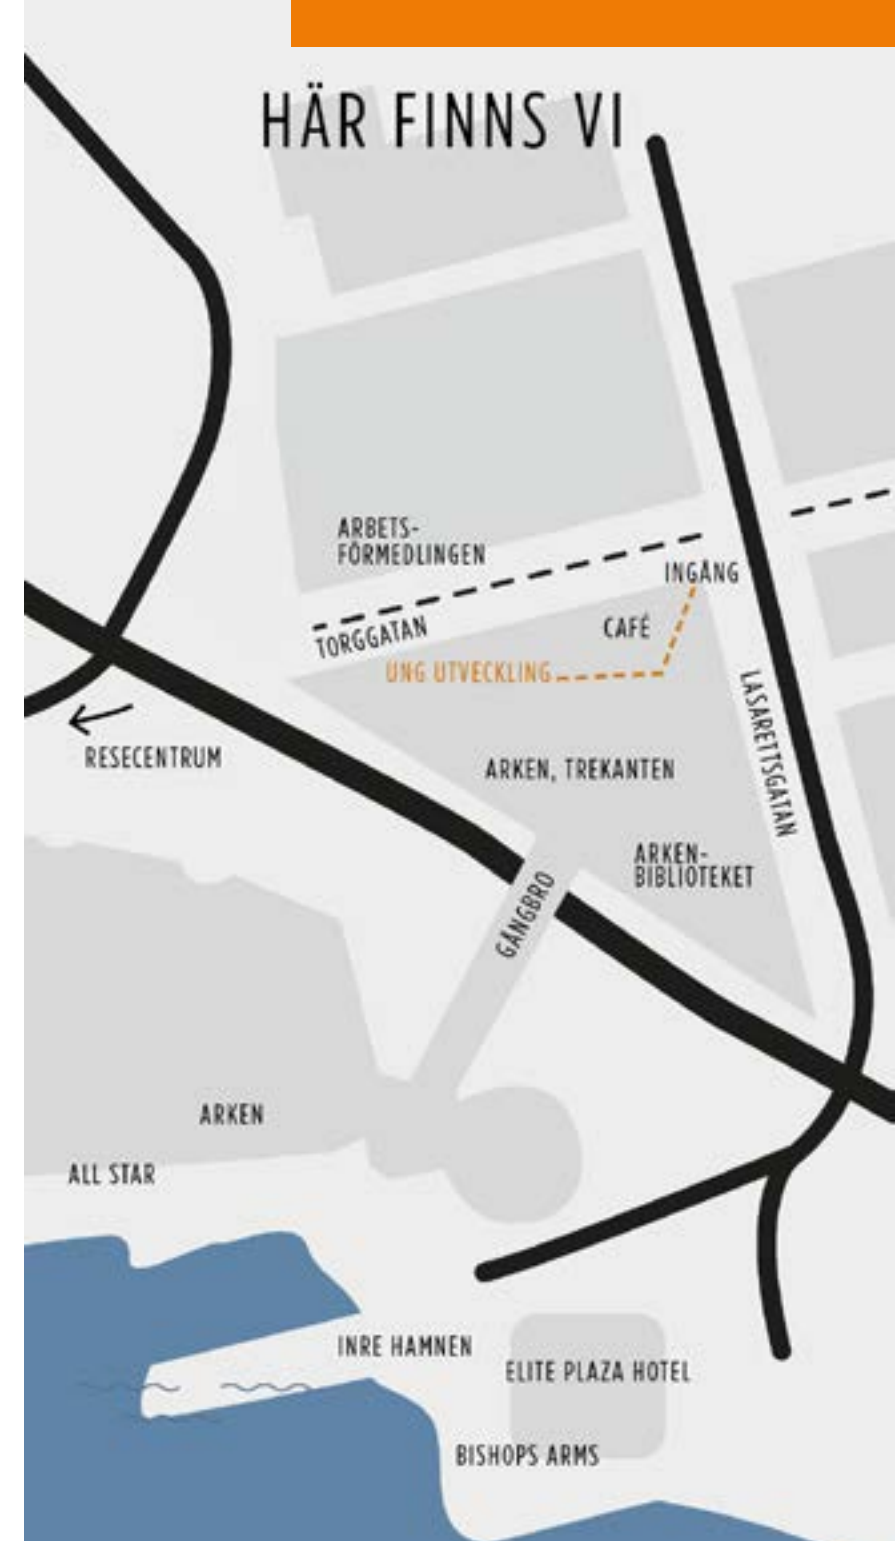 HÄR FINNS VI
ARBETS-
FÖRMEDLINGEN
INGÅNG
TORGGATAN
CAFÉ
UNG UTVECKLING
LASARETTSGATAN
RESECENTRUM
ARKEN, TREKANTEN
ARKEN-
BIBLIOTEKET
GÅNGBRO
ARKEN
ALL STAR
INRE HAMNEN
ELITE PLAZA HOTEL
BISHOPS ARMS